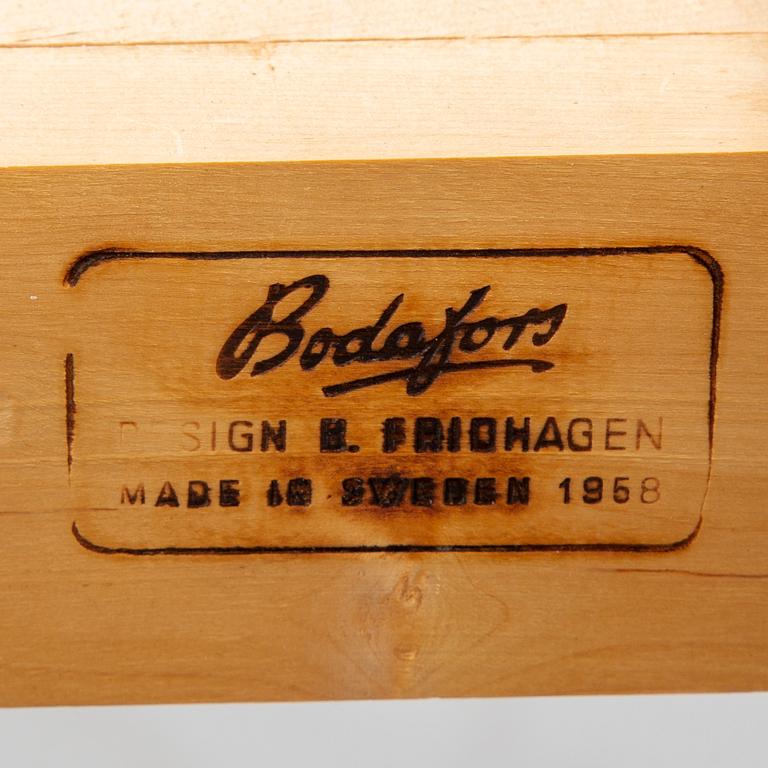 Bodafors
DESIGN B. FRIDHAGEN
MADE IN SWEDEN 1958